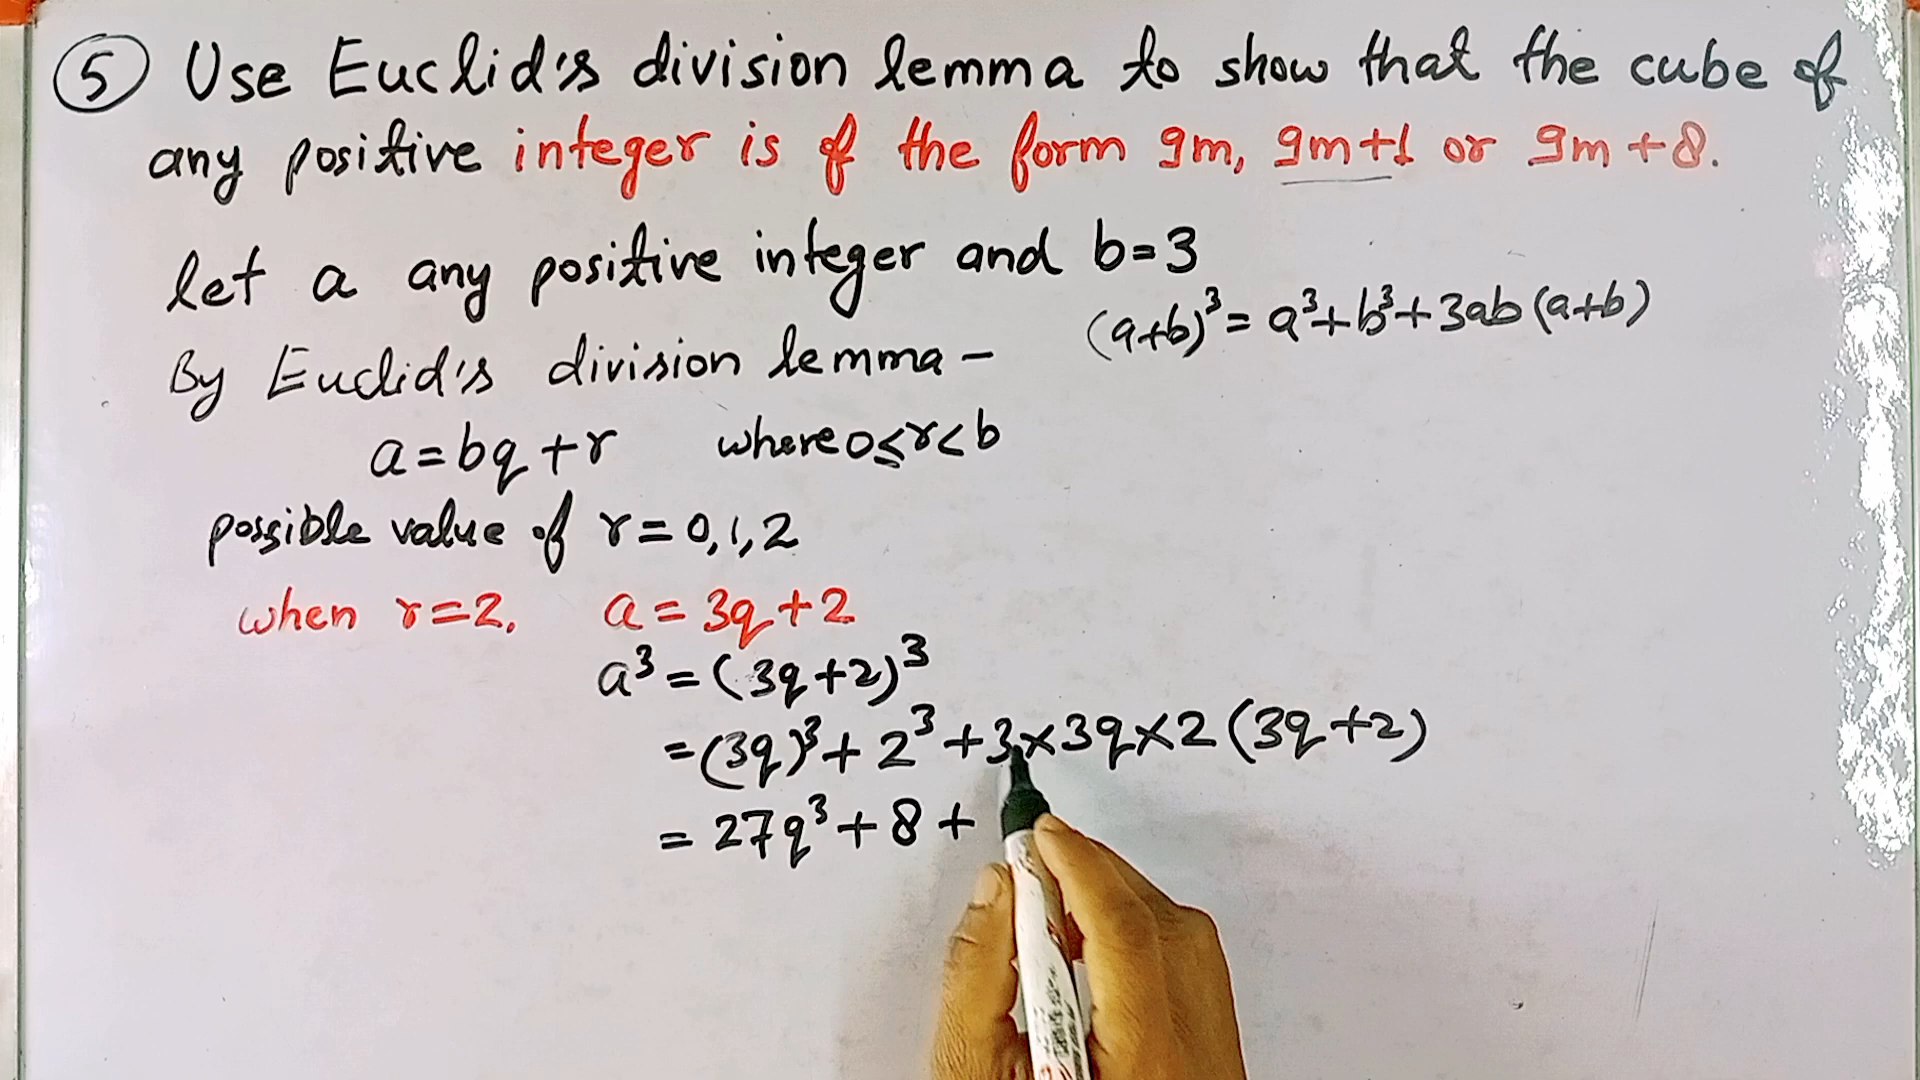 5 Use Euclid's division lemma to show that the cube of
any positive integer is of the form 9m, 9m+1 or 9m+8.
let a any positive integer and b=3
(a+b)³ = a³+b³+3ab(a+b)
By Euclid's division lemma –
a=bq+r where 0≤r<b
possible value of r=0,1,2
when r=2, a=3q+2
a³=(3q+2)³
=(3q)³+2³+3×3q×2(3q+2)
= 27q³+8+